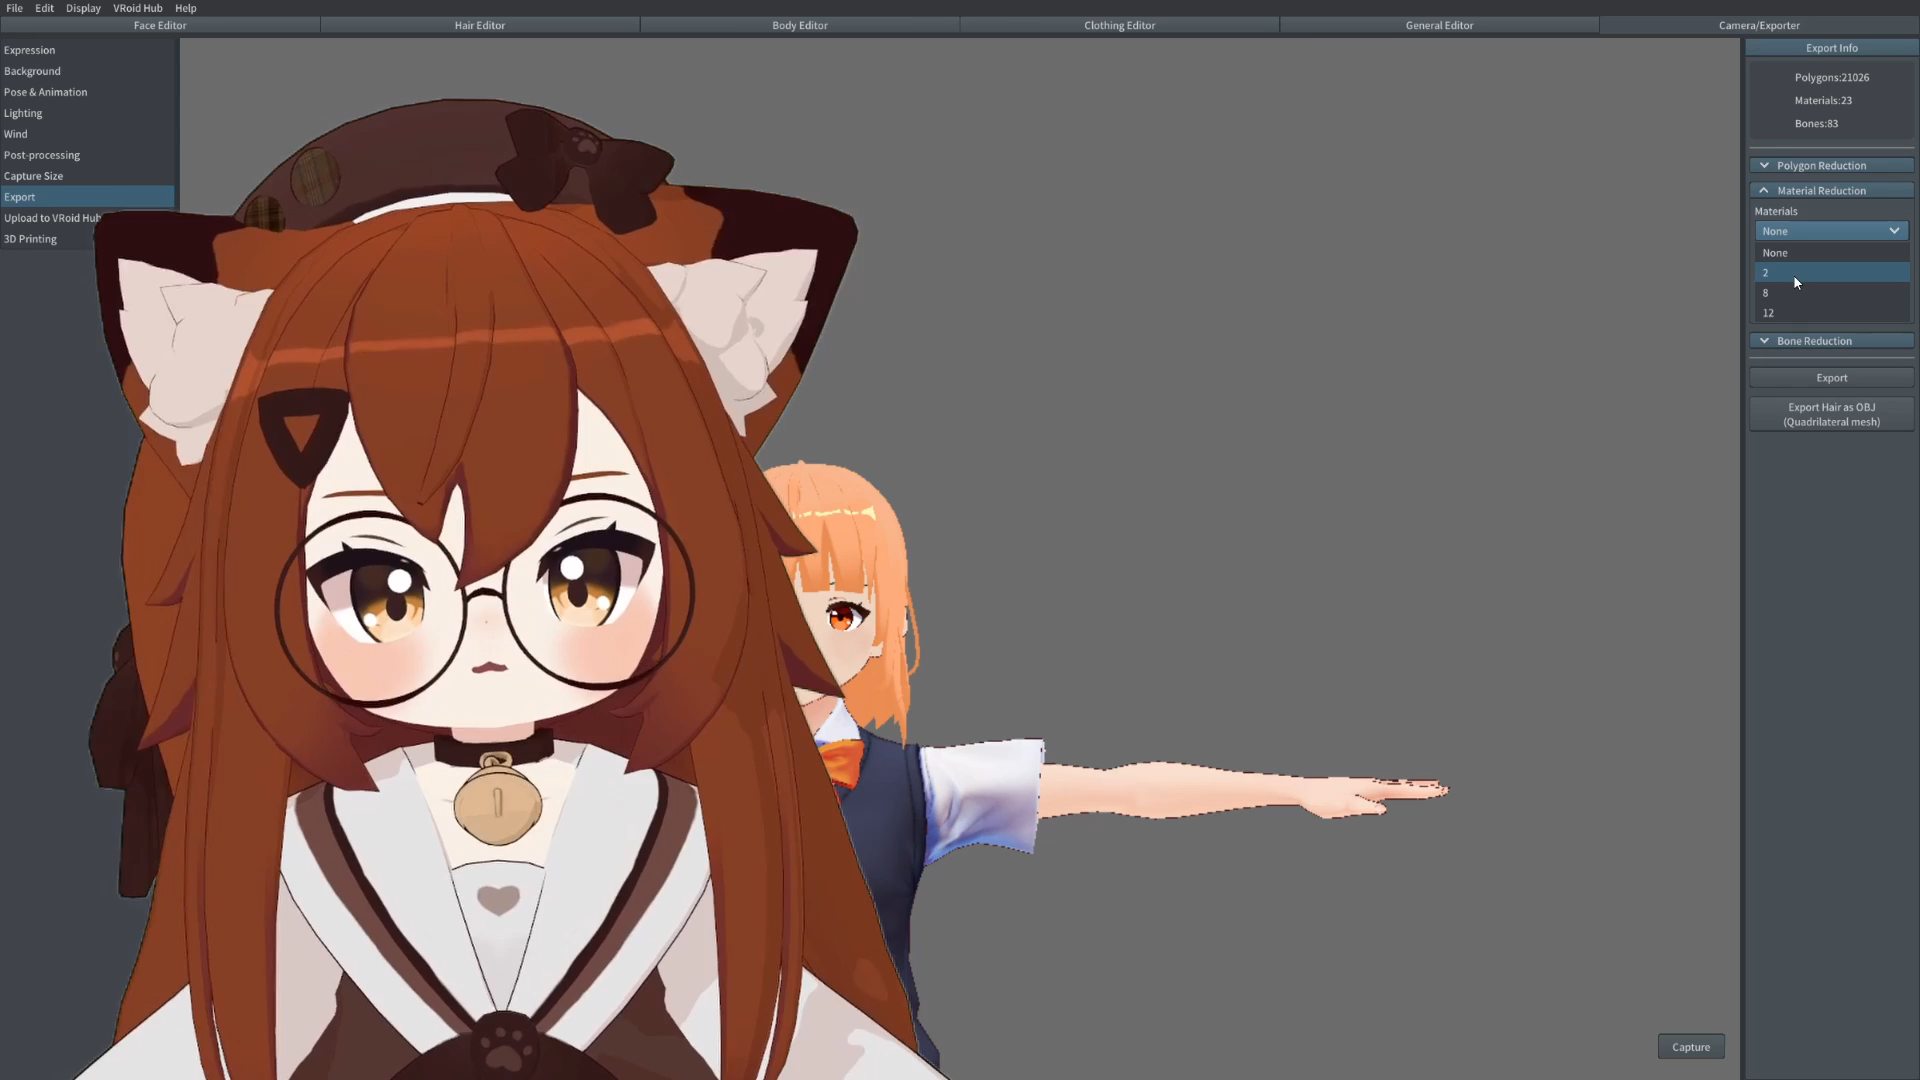 File Edit Display VRoid Hub Help
Face Editor Hair Editor Body Editor Clothing Editor General Editor Camera/Exporter
Expression
Background
Pose & Animation
Lighting
Wind
Post-processing
Capture Size
Export
Upload to VRoid Hub
3D Printing
Export Info
Polygons:21026
Materials:23
Bones:83
Polygon Reduction
Material Reduction
Materials
None
None
2
8
12
Bone Reduction
Export
Export Hair as OBJ
(Quadrilateral mesh)
Capture